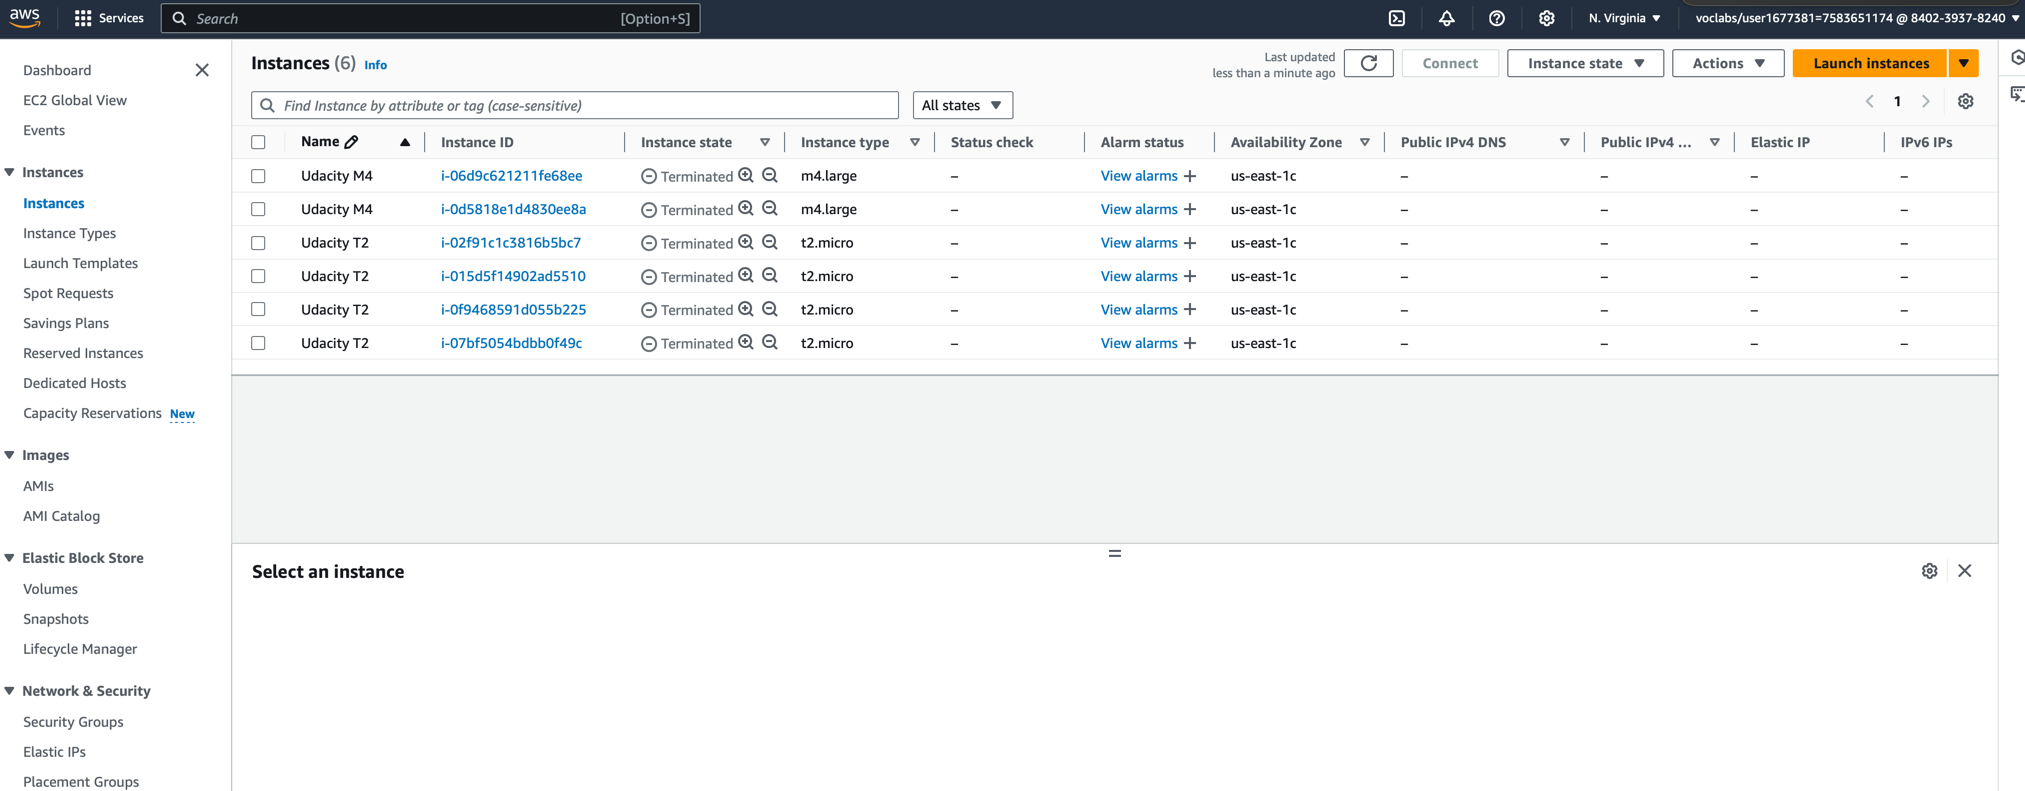 aws
Services
Search
[Option+S]
N. Virginia
voclabs/user1677381=7583651174 @ 8402-3937-8240
Dashboard
EC2 Global View
Events
Instances
Instances
Instance Types
Launch Templates
Spot Requests
Savings Plans
Reserved Instances
Dedicated Hosts
Capacity Reservations New
Images
AMIs
AMI Catalog
Elastic Block Store
Volumes
Snapshots
Lifecycle Manager
Network & Security
Security Groups
Elastic IPs
Placement Groups
Instances (6) Info
Last updated
less than a minute ago
Connect
Instance state
Actions
Launch instances
Find Instance by attribute or tag (case-sensitive)
All states
1
Name Instance ID Instance state Instance type Status check Alarm status Availability Zone Public IPv4 DNS Public IPv4 ... Elastic IP IPv6 IPs
Udacity M4 i-06d9c621211fe68ee Terminated m4.large – View alarms + us-east-1c – – – –
Udacity M4 i-0d5818e1d4830ee8a Terminated m4.large – View alarms + us-east-1c – – – –
Udacity T2 i-02f91c1c3816b5bc7 Terminated t2.micro – View alarms + us-east-1c – – – –
Udacity T2 i-015d5f14902ad5510 Terminated t2.micro – View alarms + us-east-1c – – – –
Udacity T2 i-0f9468591d055b225 Terminated t2.micro – View alarms + us-east-1c – – – –
Udacity T2 i-07bf5054bdbb0f49c Terminated t2.micro – View alarms + us-east-1c – – – –
Select an instance